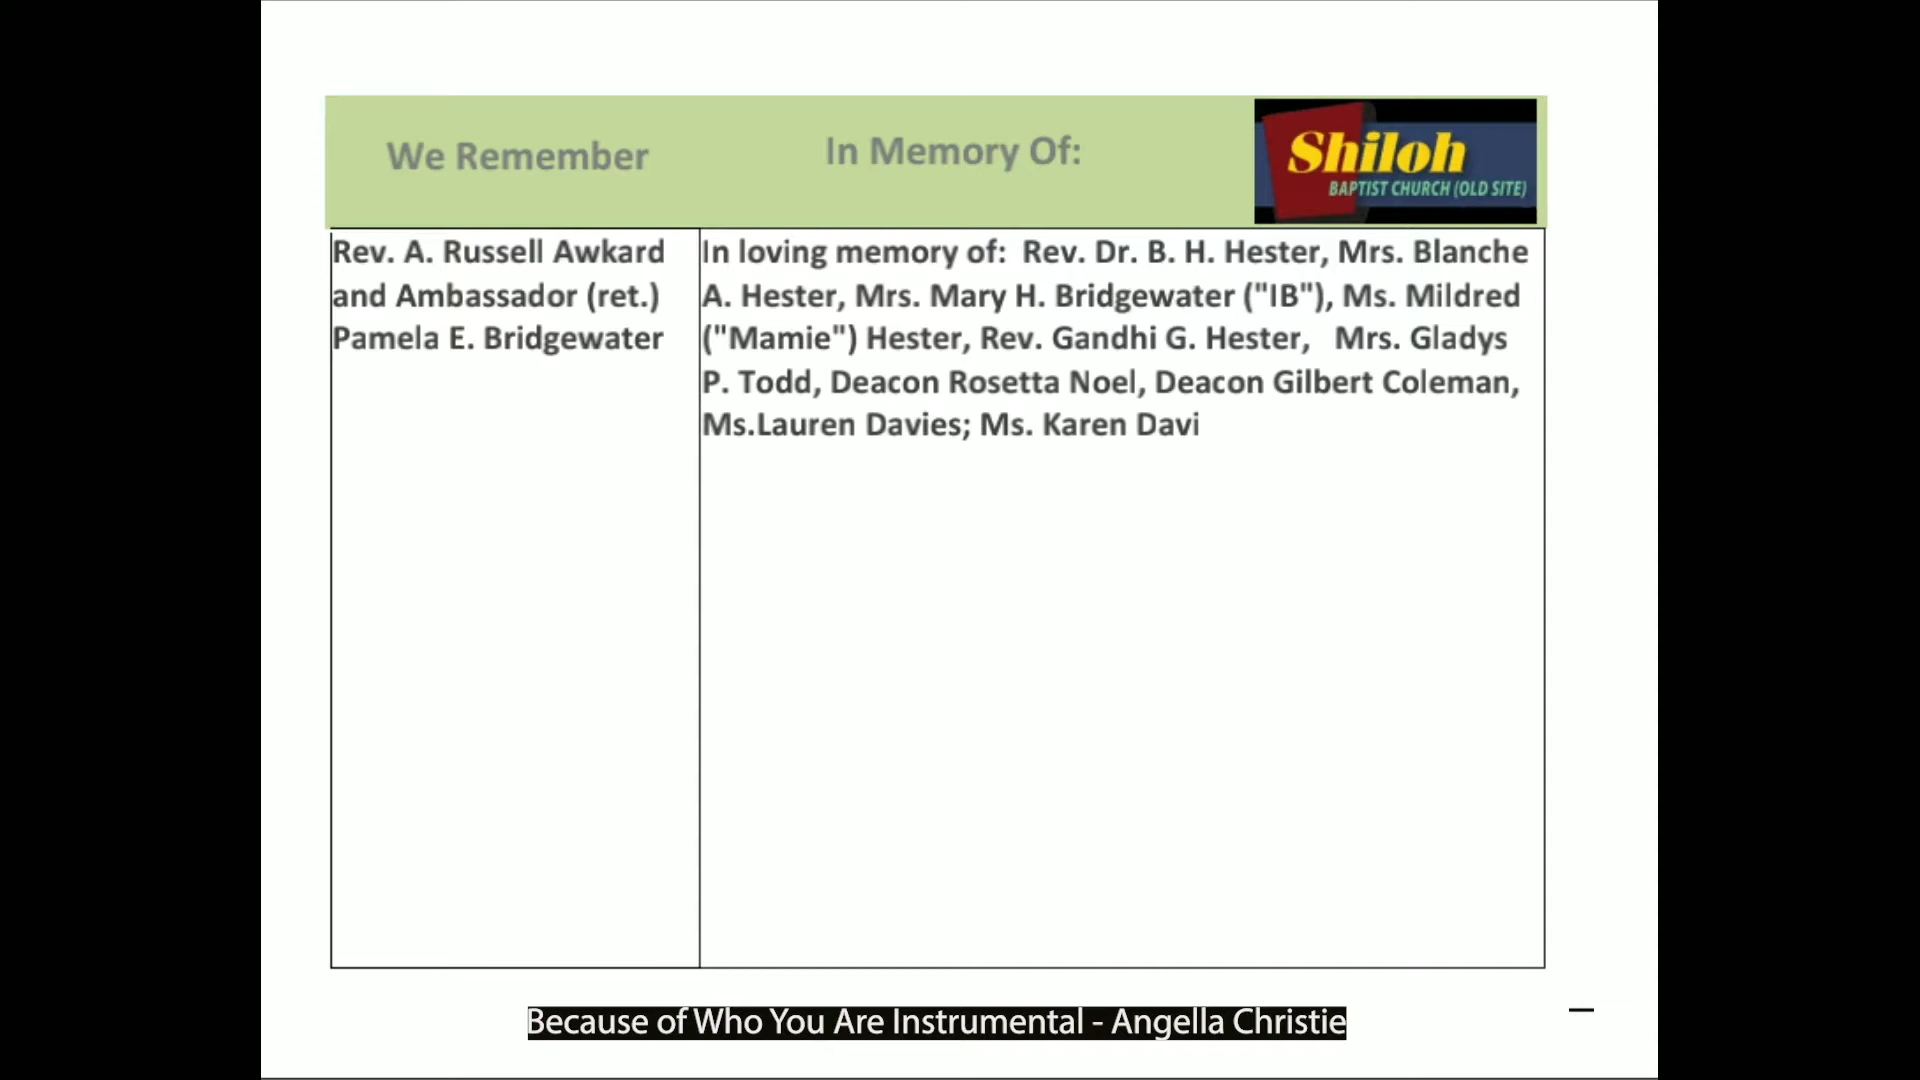 We Remember
In Memory Of:
Shiloh
BAPTIST CHURCH (OLD SITE)
Rev. A. Russell Awkard
and Ambassador (ret.)
Pamela E. Bridgewater
In loving memory of:  Rev. Dr. B. H. Hester, Mrs. Blanche
A. Hester, Mrs. Mary H. Bridgewater ("IB"), Ms. Mildred
("Mamie") Hester, Rev. Gandhi G. Hester,   Mrs. Gladys
P. Todd, Deacon Rosetta Noel, Deacon Gilbert Coleman,
Ms.Lauren Davies; Ms. Karen Davi
Because of Who You Are Instrumental - Angella Christie